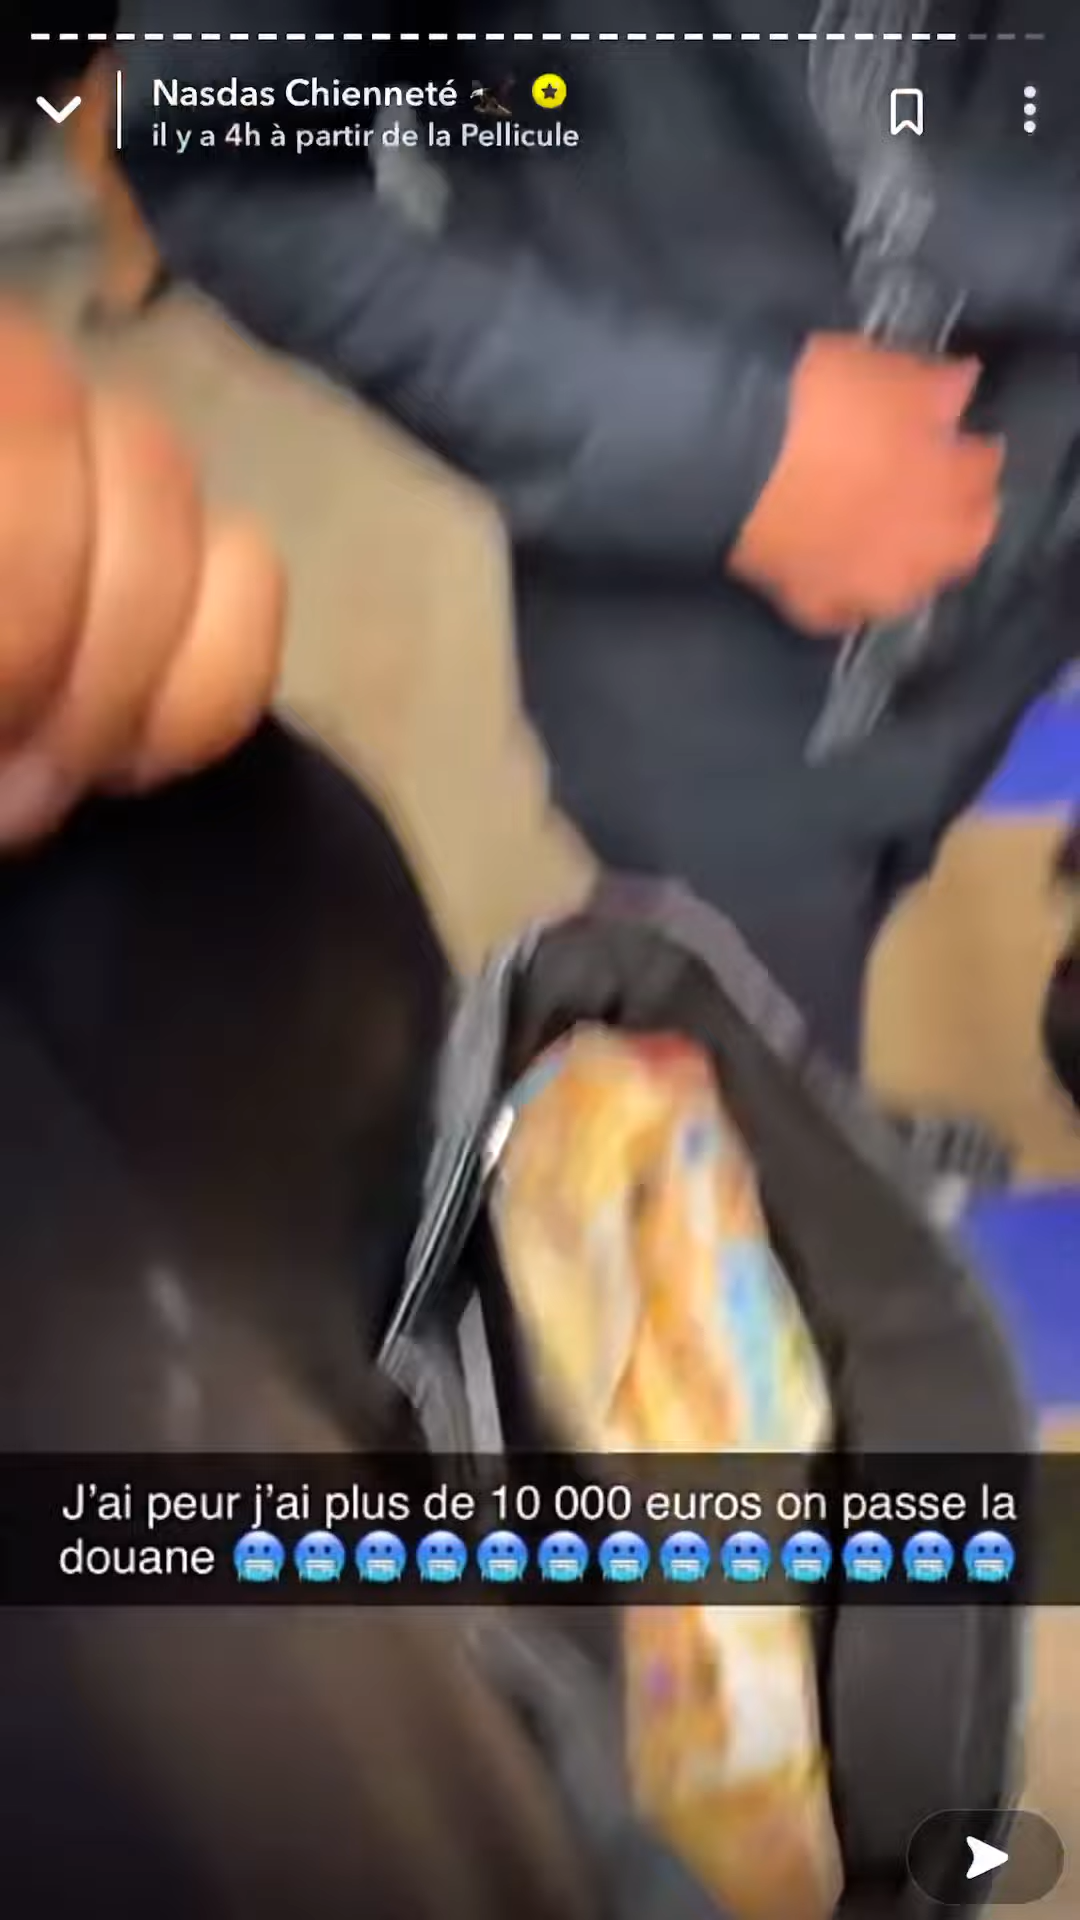 Nasdas Chienneté
il y a 4h à partir de la Pellicule
J'ai peur j'ai plus de 10 000 euros on passe la
douane 🥶🥶🥶🥶🥶🥶🥶🥶🥶🥶🥶🥶🥶